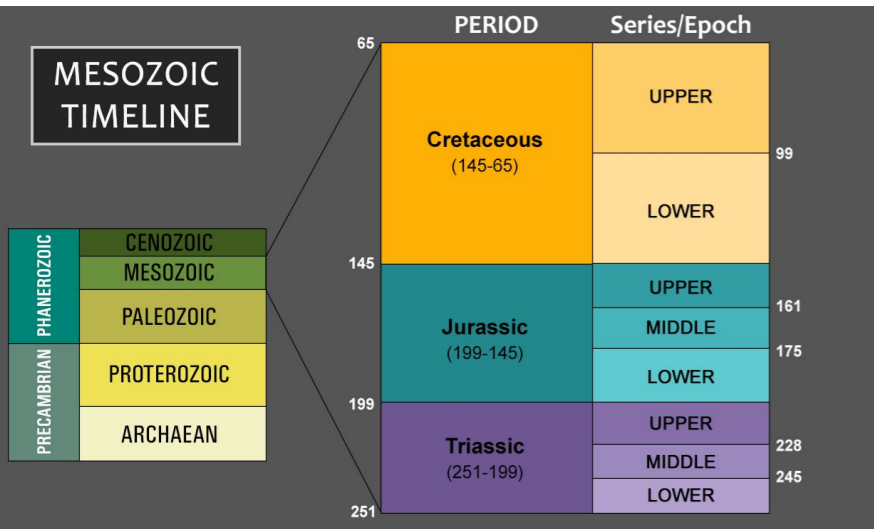 MESOZOIC
TIMELINE
PERIOD
Series/Epoch
65
Cretaceous
(145-65)
UPPER
99
LOWER
145
Jurassic
(199-145)
UPPER
161
MIDDLE
175
LOWER
199
Triassic
(251-199)
UPPER
228
MIDDLE
245
LOWER
251
PHANEROZOIC
CENOZOIC
MESOZOIC
PALEOZOIC
PRECAMBRIAN
PROTEROZOIC
ARCHAEAN